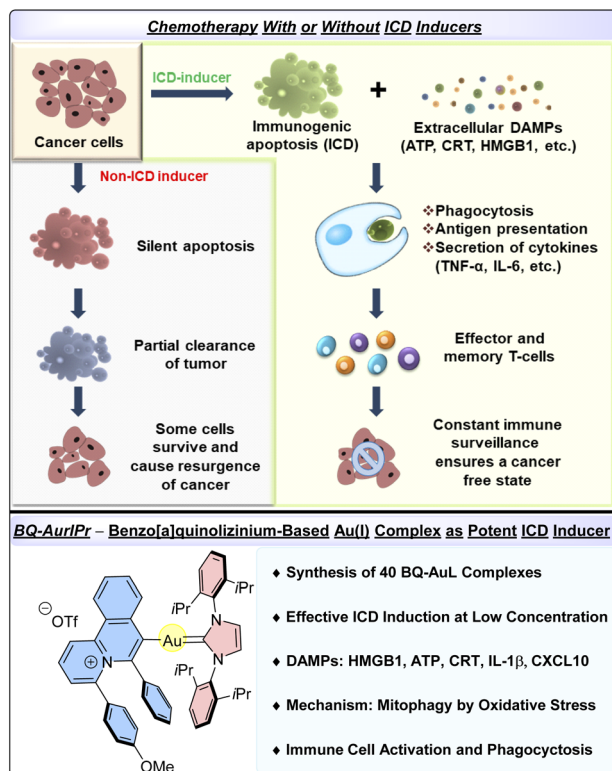 Chemotherapy With or Without ICD Inducers
ICD-inducer
Cancer cells
Immunogenic
apoptosis (ICD)
+
Extracellular DAMPs
(ATP, CRT, HMGB1, etc.)
Non-ICD inducer
Silent apoptosis
Partial clearance
of tumor
Some cells
survive and
cause resurgence
of cancer
❖Phagocytosis
❖Antigen presentation
❖Secretion of cytokines
(TNF-α, IL-6, etc.)
Effector and
memory T-cells
Constant immune
surveillance
ensures a cancer
free state
BQ-AurIPr – Benzo[a]quolizinium-Based Au(I) Complex as Potent ICD Inducer
⊖
OTf
iPr
iPr
N
Au
N
N
⊕
iPr
iPr
OMe
♦ Synthesis of 40 BQ-AuL Complexes
♦ Effective ICD Induction at Low Concentration
♦ DAMPs: HMGB1, ATP, CRT, IL-1β, CXCL10
♦ Mechanism: Mitophagy by Oxidative Stress
♦ Immune Cell Activation and Phagocyctosis